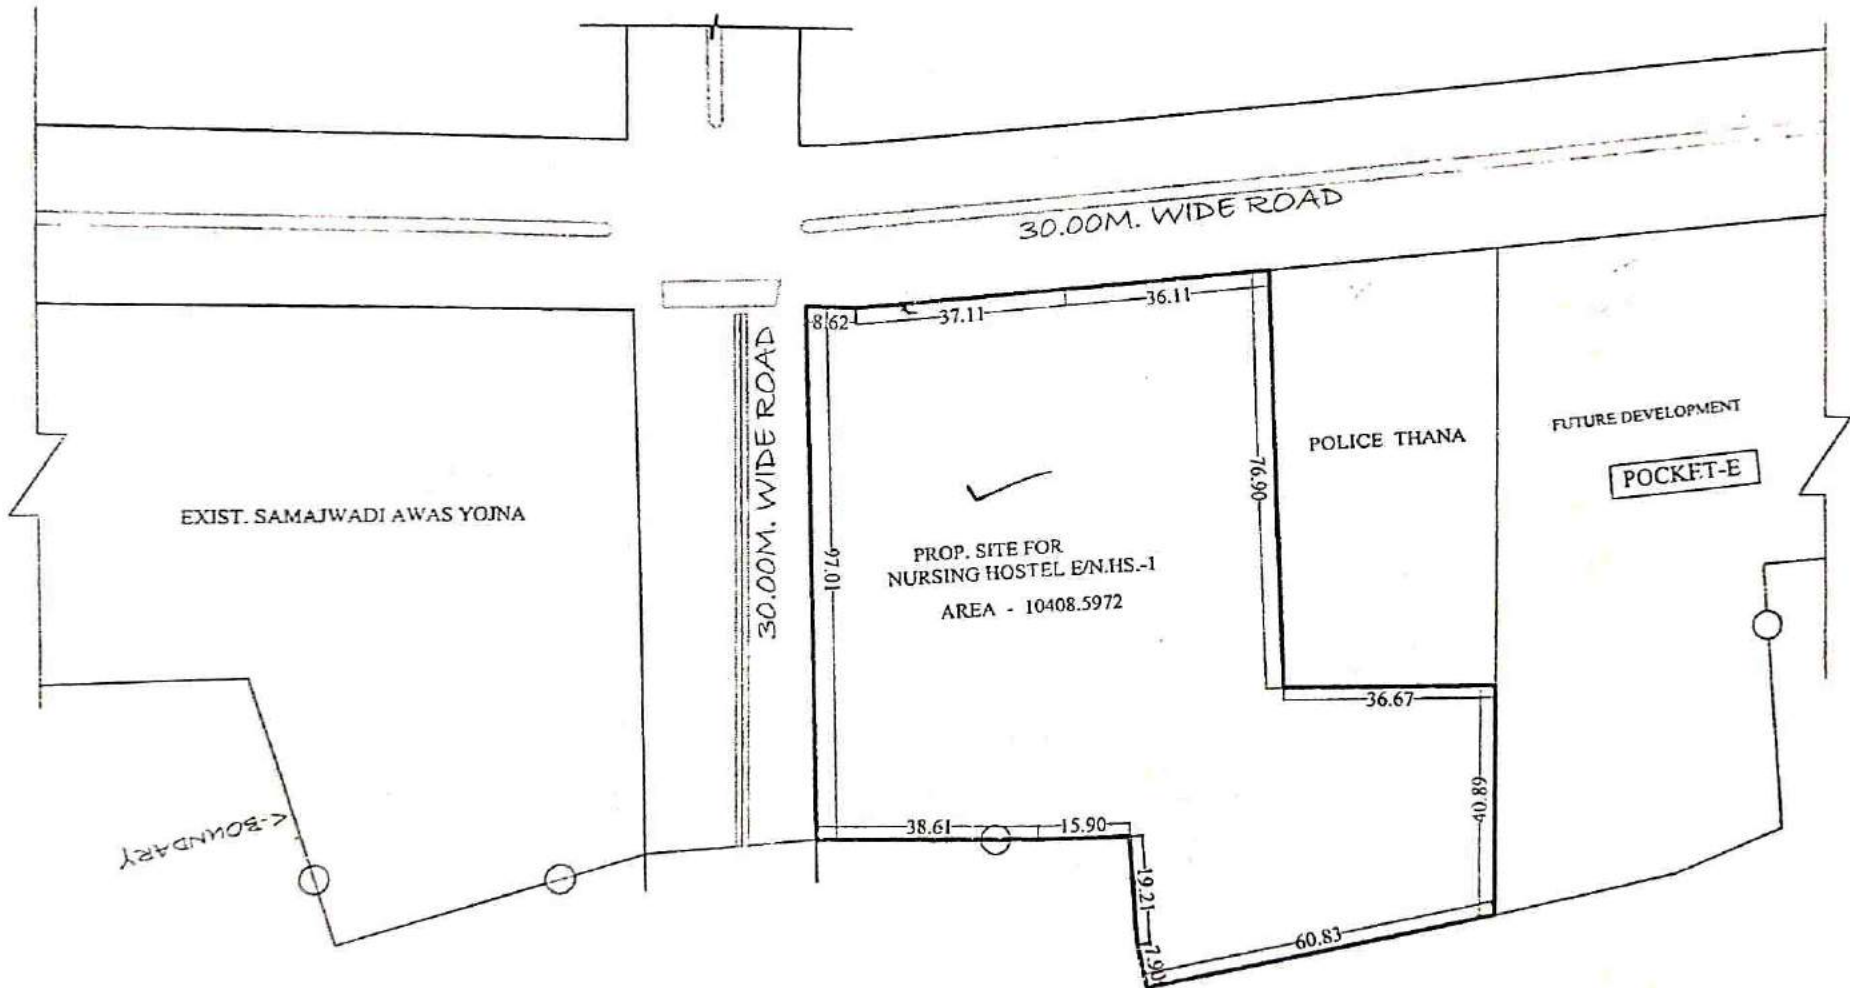 30.00M. WIDE ROAD
8.62
37.11
36.11
30.00M. WIDE ROAD
EXIST. SAMAJWADI AWAS YOJNA
97.01
PROP. SITE FOR
NURSING HOSTEL E/N.HS.-1
AREA - 10408.5972
76.90
POLICE THANA
FUTURE DEVELOPMENT
POCKET-E
36.67
40.89
<-BOUNDARY
38.61
15.90
19.21
7.90
60.83